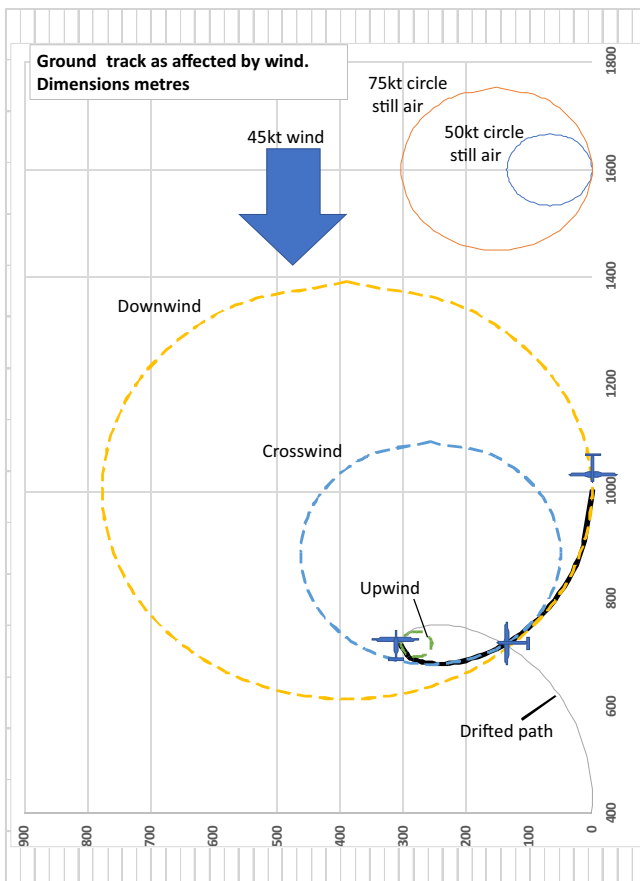 Ground track as affected by wind.
Dimensions metres
75kt circle
still air
50kt circle
still air
45kt wind
Downwind
Crosswind
Upwind
Drifted path
1800
1600
1400
1200
1000
800
600
400
900
800
700
600
500
400
300
200
100
0